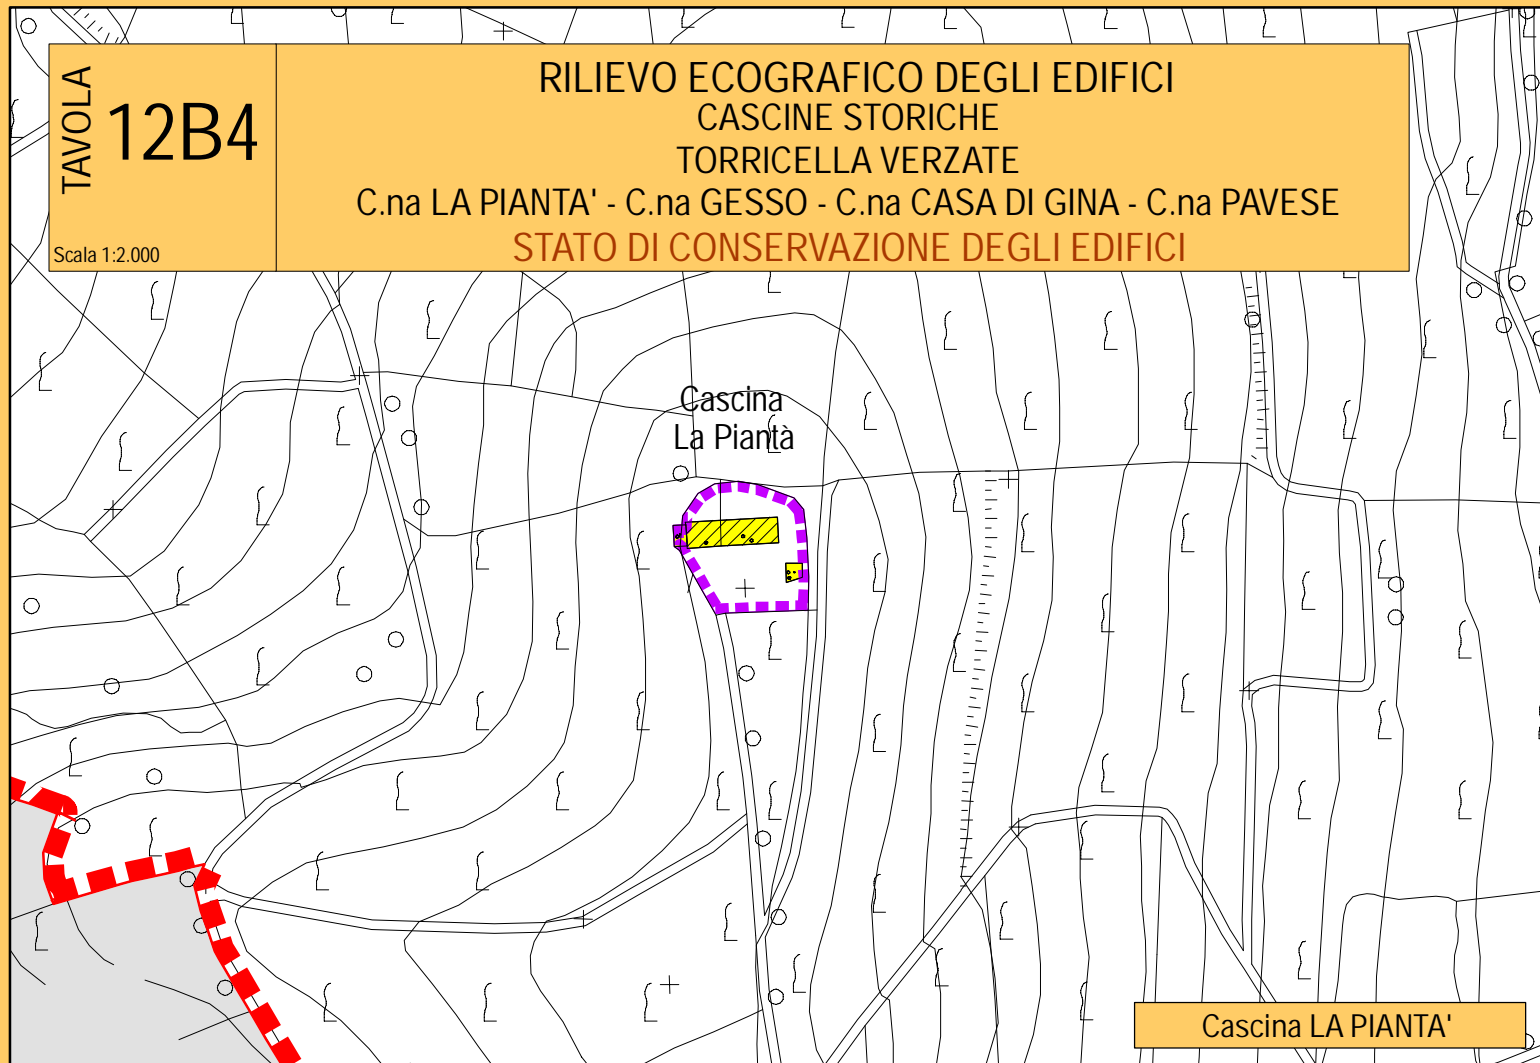 TAVOLA
12B4
Scala 1:2.000
RILIEVO ECOGRAFICO DEGLI EDIFICI
CASCINE STORICHE
TORRICELLA VERZATE
C.na LA PIANTA' - C.na GESSO - C.na CASA DI GINA - C.na PAVESE
STATO DI CONSERVAZIONE DEGLI EDIFICI
Cascina
La Piantà
Cascina LA PIANTA'